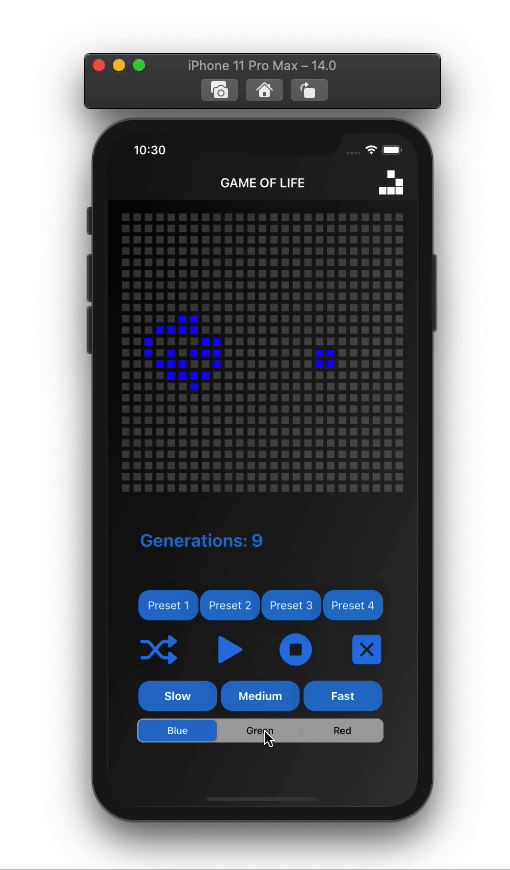 iPhone 11 Pro Max – 14.0
10:30
GAME OF LIFE
Generations: 9
Preset 1 Preset 2 Preset 3 Preset 4
Slow Medium Fast
Blue Green Red